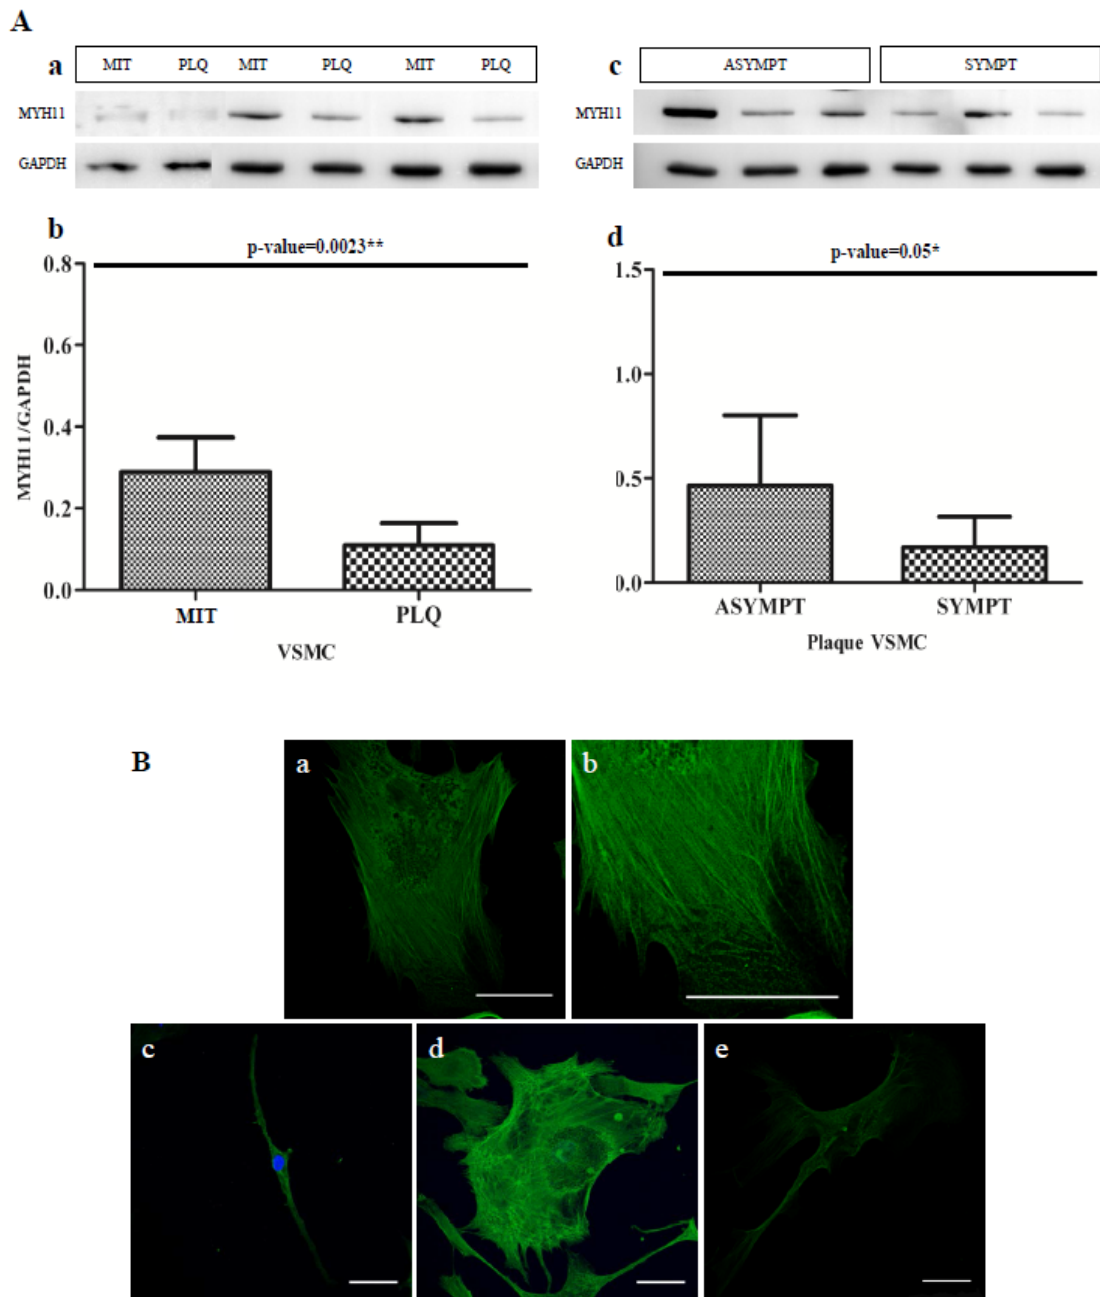 A
a
MIT PLQ MIT PLQ MIT PLQ
MYH11
GAPDH
c
ASYMPT SYMPT
MYH11
GAPDH
b
p-value=0.0023**
0.8
0.6
0.4
0.2
0.0
MYH11/GAPDH
MIT PLQ
VSMC
d
p-value=0.05*
1.5
1.0
0.5
0.0
ASYMPT SYMPT
Plaque VSMC
B
a
b
c
d
e